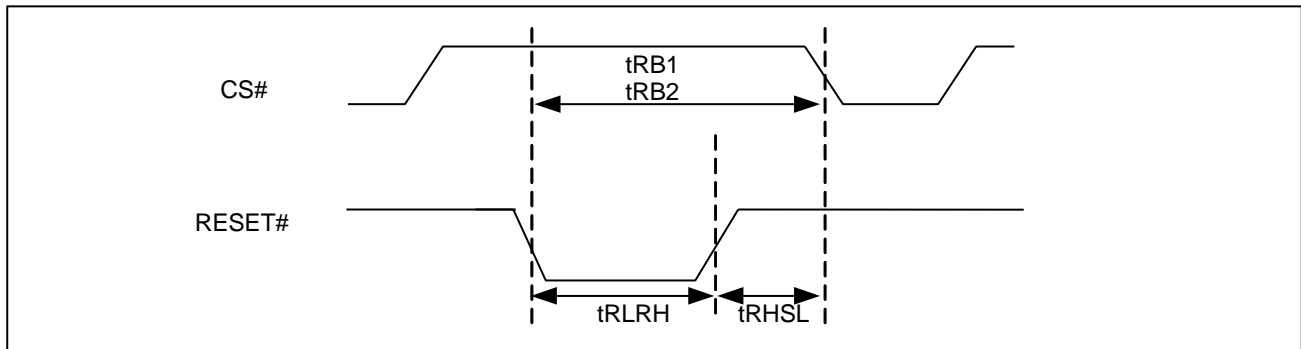 CS#
tRB1
tRB2
RESET#
tRLRH
tRHSL